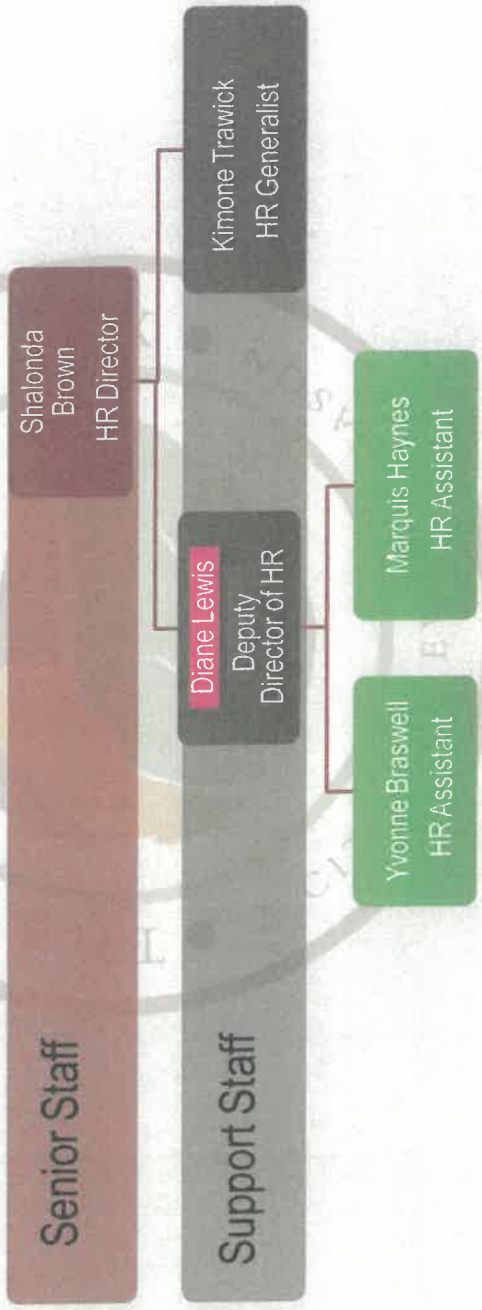 Senior Staff
Shalonda
Brown
HR Director
Support Staff
Diane Lewis
Deputy
Director of HR
Kimone Trawick
HR Generalist
Yvonne Braswell
HR Assistant
Marquis Haynes
HR Assistant